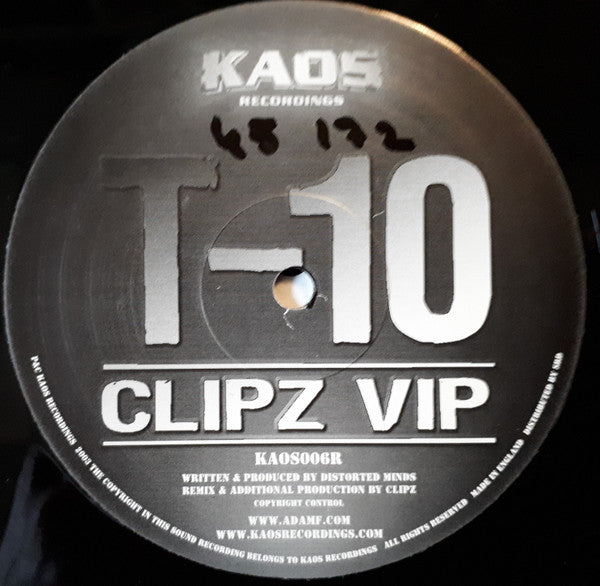 KAOS
RECORDINGS
48 172
T-10
CLIPZ VIP
KAOS006R
WRITTEN & PRODUCED BY DISTORTED MINDS
REMIX & ADDITIONAL PRODUCTION BY CLIPZ
COPYRIGHT CONTROL
WWW.ADAMF.COM
WWW.KAOSRECORDINGS.COM
P&C KAOS RECORDINGS 2003 THE COPYRIGHT IN THIS SOUND RECORDING BELONGS TO KAOS RECORDINGS ALL RIGHTS RESERVED MADE IN ENGLAND DISTRIBUTED BY SRD